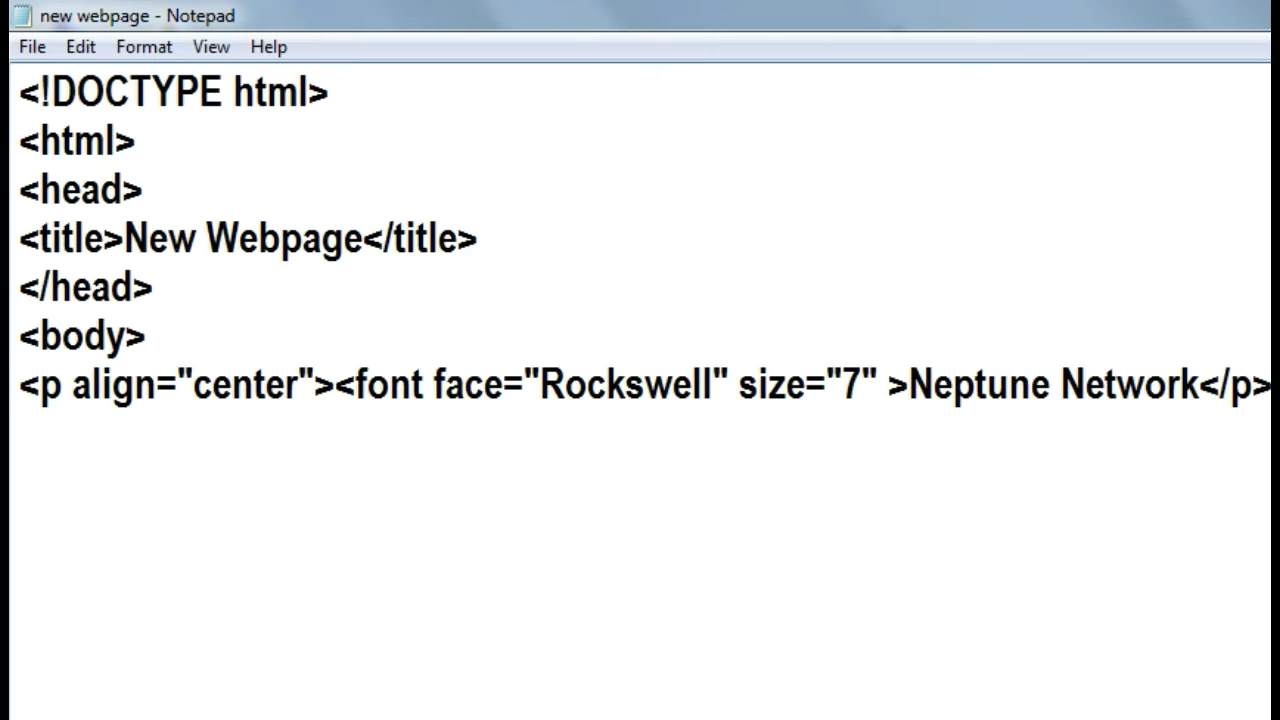 new webpage - Notepad
File Edit Format View Help
<!DOCTYPE html>
<html>
<head>
<title>New Webpage</title>
</head>
<body>
<p align="center"><font face="Rockswell" size="7" >Neptune Network</p>